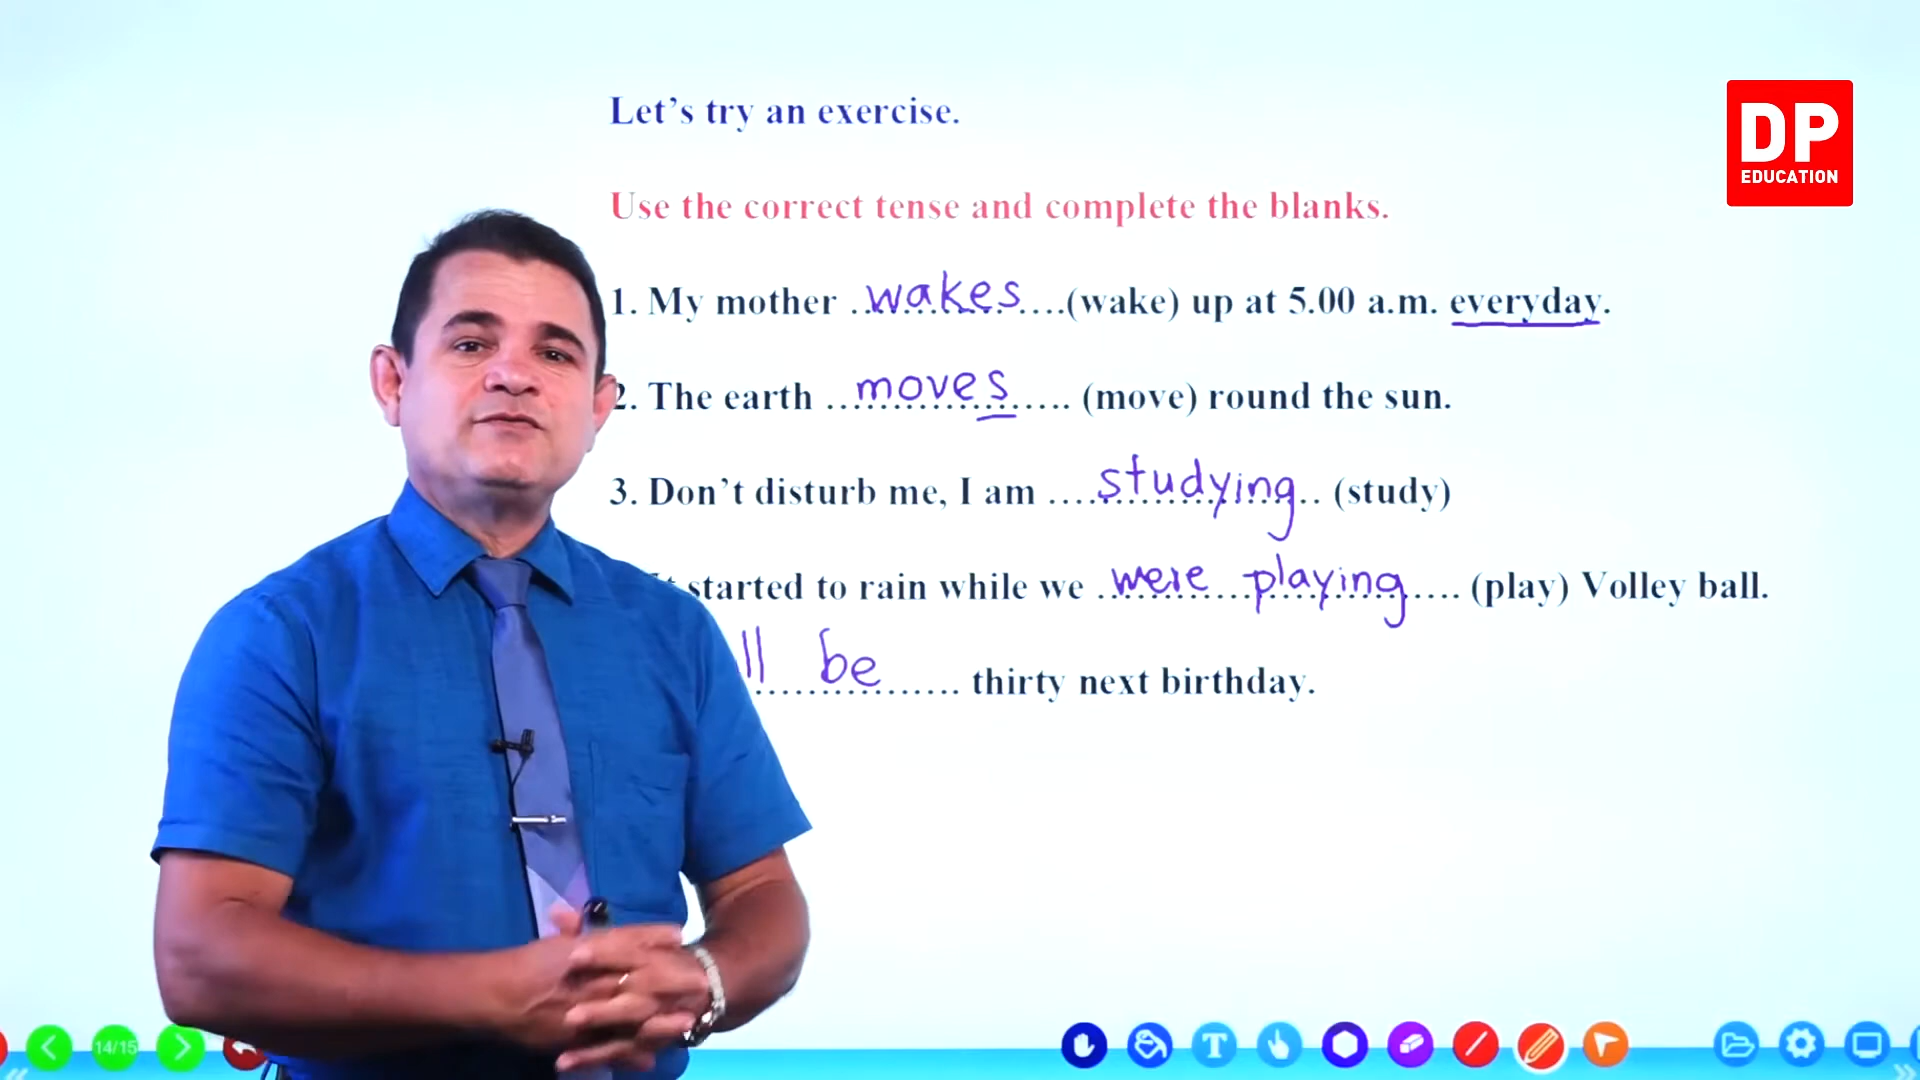 Let's try an exercise.
DP
EDUCATION
Use the correct tense and complete the blanks.
1. My mother ..wakes....(wake) up at 5.00 a.m. everyday.
2. The earth ...moves..... (move) round the sun.
3. Don't disturb me, I am ....studying.. (study)
started to rain while we ..were playing.... (play) Volley ball.
ll be ...... thirty next birthday.
14/15
T